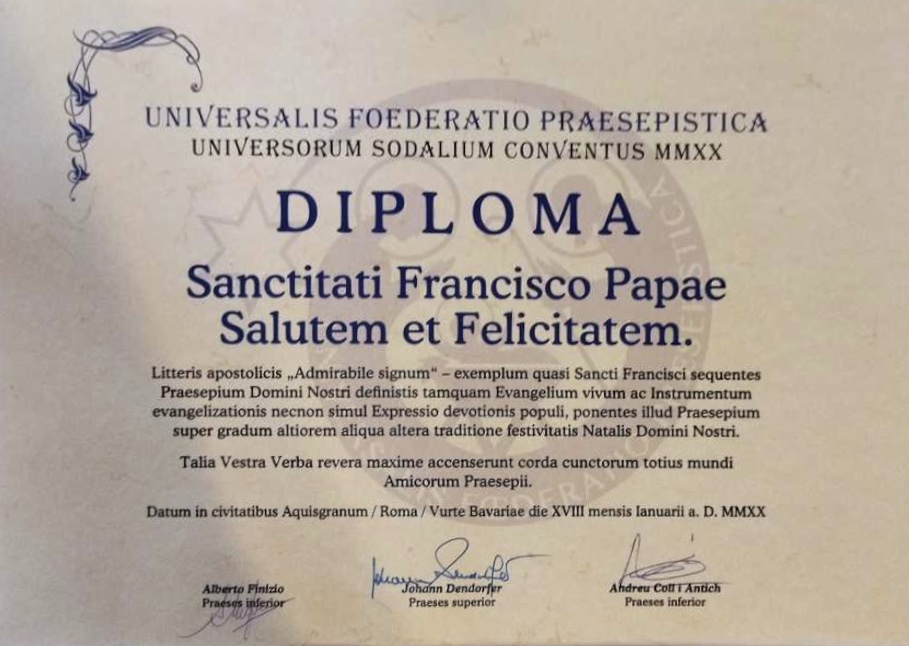 UNIVERSALIS FOEDERATIO PRAESEPISTICA
UNIVERSORUM SODALIUM CONVENTUS MMXX
DIPLOMA
Sanctitati Francisco Papae
Salutem et Felicitatem.
Litteris apostolicis „Admirabile signum“ – exemplum quasi Sancti Francisci sequentes
Praesepium Domini Nostri definistis tamquam Evangelium vivum ac Instrumentum
evangelizationis necnon simul Expressio devotionis populi, ponentes illud Praesepium
super gradum altiorem aliqua altera traditione festivitatis Natalis Domini Nostri.
Talia Vestra Verba revera maxime accenserunt corda cunctorum totius mundi
Amicorum Praesepii.
Datum in civitatibus Aquisgranum / Roma / Vurte Bavariae die XVIII mensis Ianuarii a. D. MMXX
Alberto Finizio
Praeses inferior
Johann Dendorfer
Praeses superior
Andreu Coll i Antich
Praeses inferior